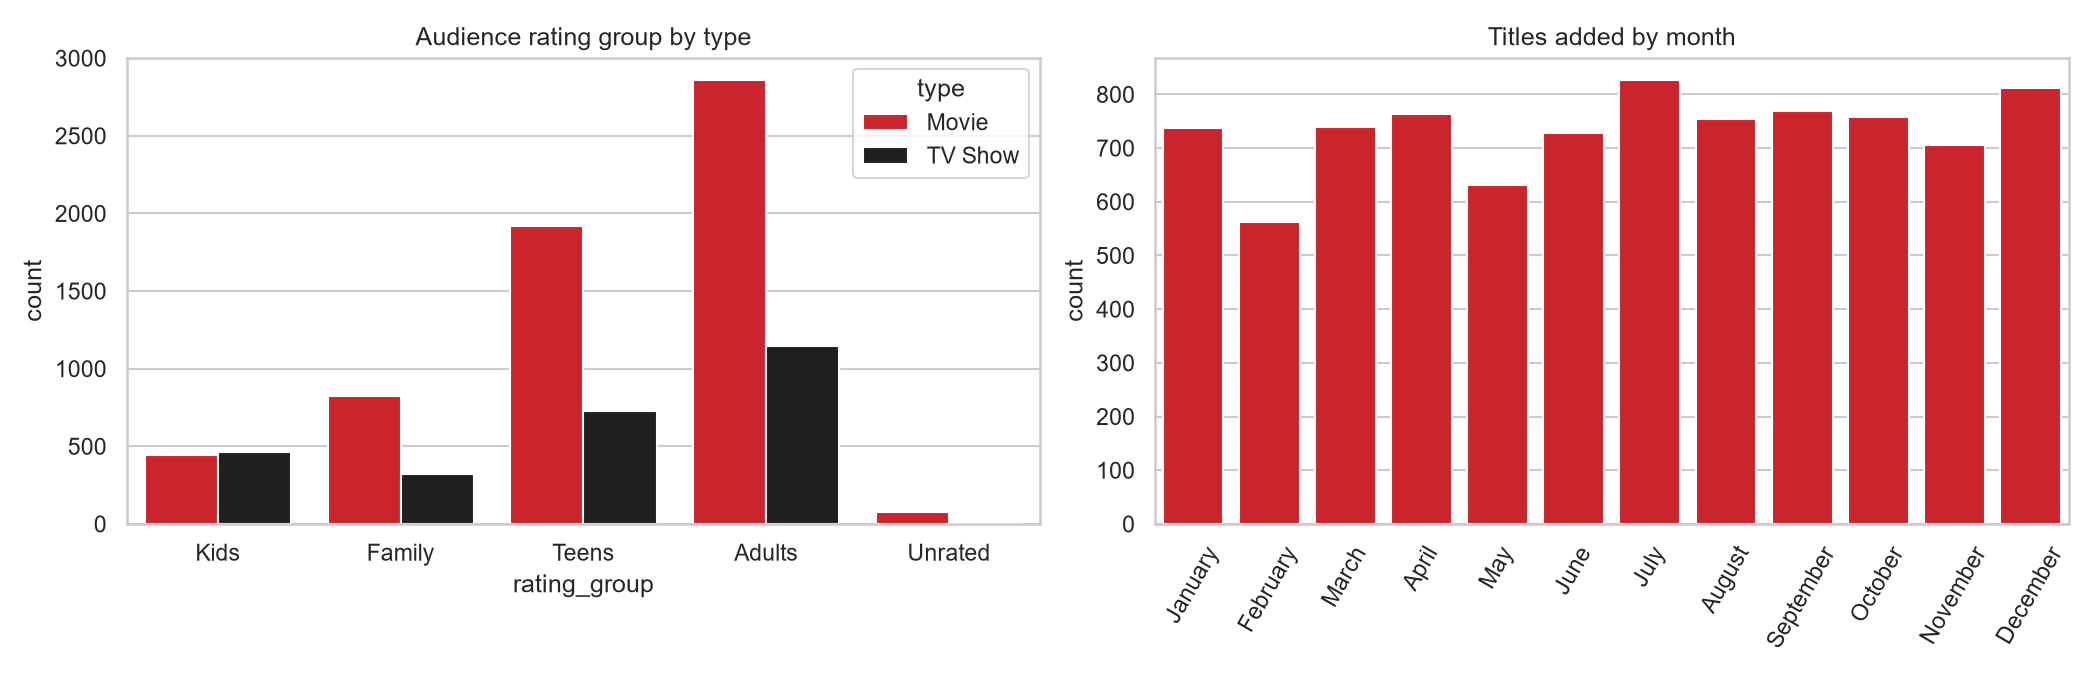 Audience rating group by type
count
3000
2500
2000
1500
1000
500
0
type
Movie
TV Show
Kids Family Teens Adults Unrated
rating_group
Titles added by month
count
800
700
600
500
400
300
200
100
0
January February March April May June July August September October November December